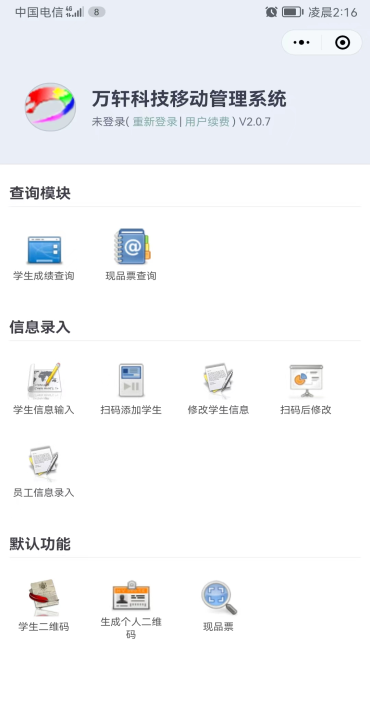 中国电信 4G 8 凌晨2:16
万轩科技移动管理系统
未登录( 重新登录 | 用户续费 ) V2.0.7
查询模块
学生成绩查询 现品票查询
信息录入
学生信息输入 扫码添加学生 修改学生信息 扫码后修改
员工信息录入
默认功能
学生二维码 生成个人二维码 现品票